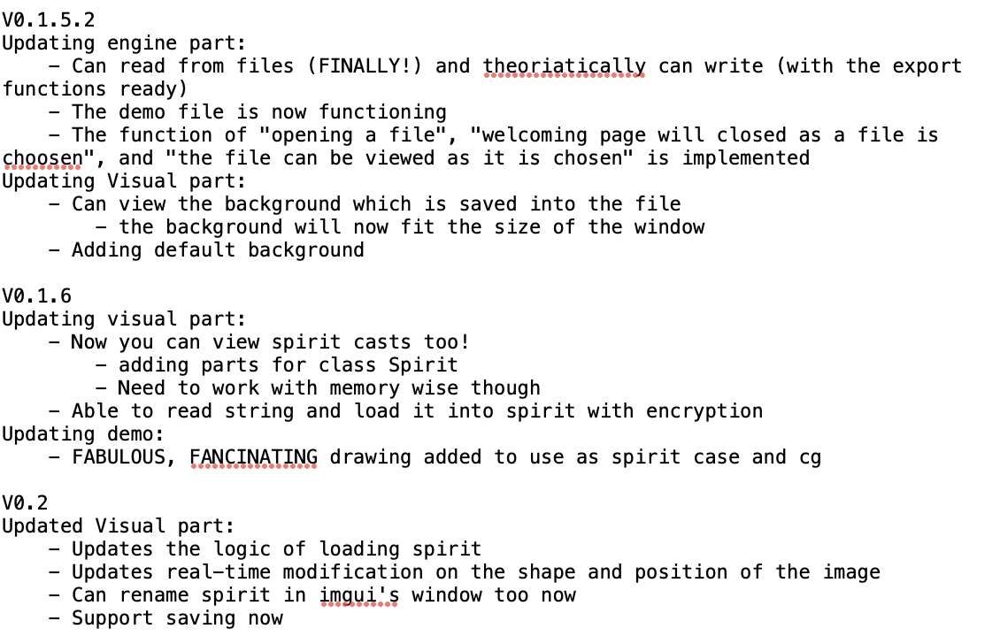 V0.1.5.2
Updating engine part:
    - Can read from files (FINALLY!) and theoriatically can write (with the export
functions ready)
    - The demo file is now functioning
    - The function of "opening a file", "welcoming page will closed as a file is
choosen", and "the file can be viewed as it is chosen" is implemented
Updating Visual part:
    - Can view the background which is saved into the file
        - the background will now fit the size of the window
    - Adding default background

V0.1.6
Updating visual part:
    - Now you can view spirit casts too!
        - adding parts for class Spirit
        - Need to work with memory wise though
    - Able to read string and load it into spirit with encryption
Updating demo:
    - FABULOUS, FANCINATING drawing added to use as spirit case and cg

V0.2
Updated Visual part:
    - Updates the logic of loading spirit
    - Updates real-time modification on the shape and position of the image
    - Can rename spirit in imgui's window too now
    - Support saving now